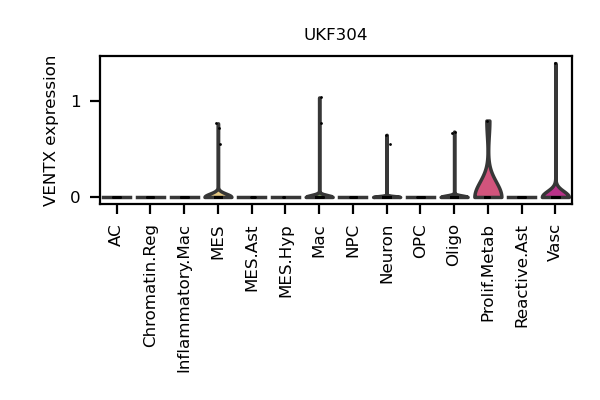 UKF304
VENTX expression
1
0
AC
Chromatin.Reg
Inflammatory.Mac
MES
MES.Ast
MES.Hyp
Mac
NPC
Neuron
OPC
Oligo
Prolif.Metab
Reactive.Ast
Vasc